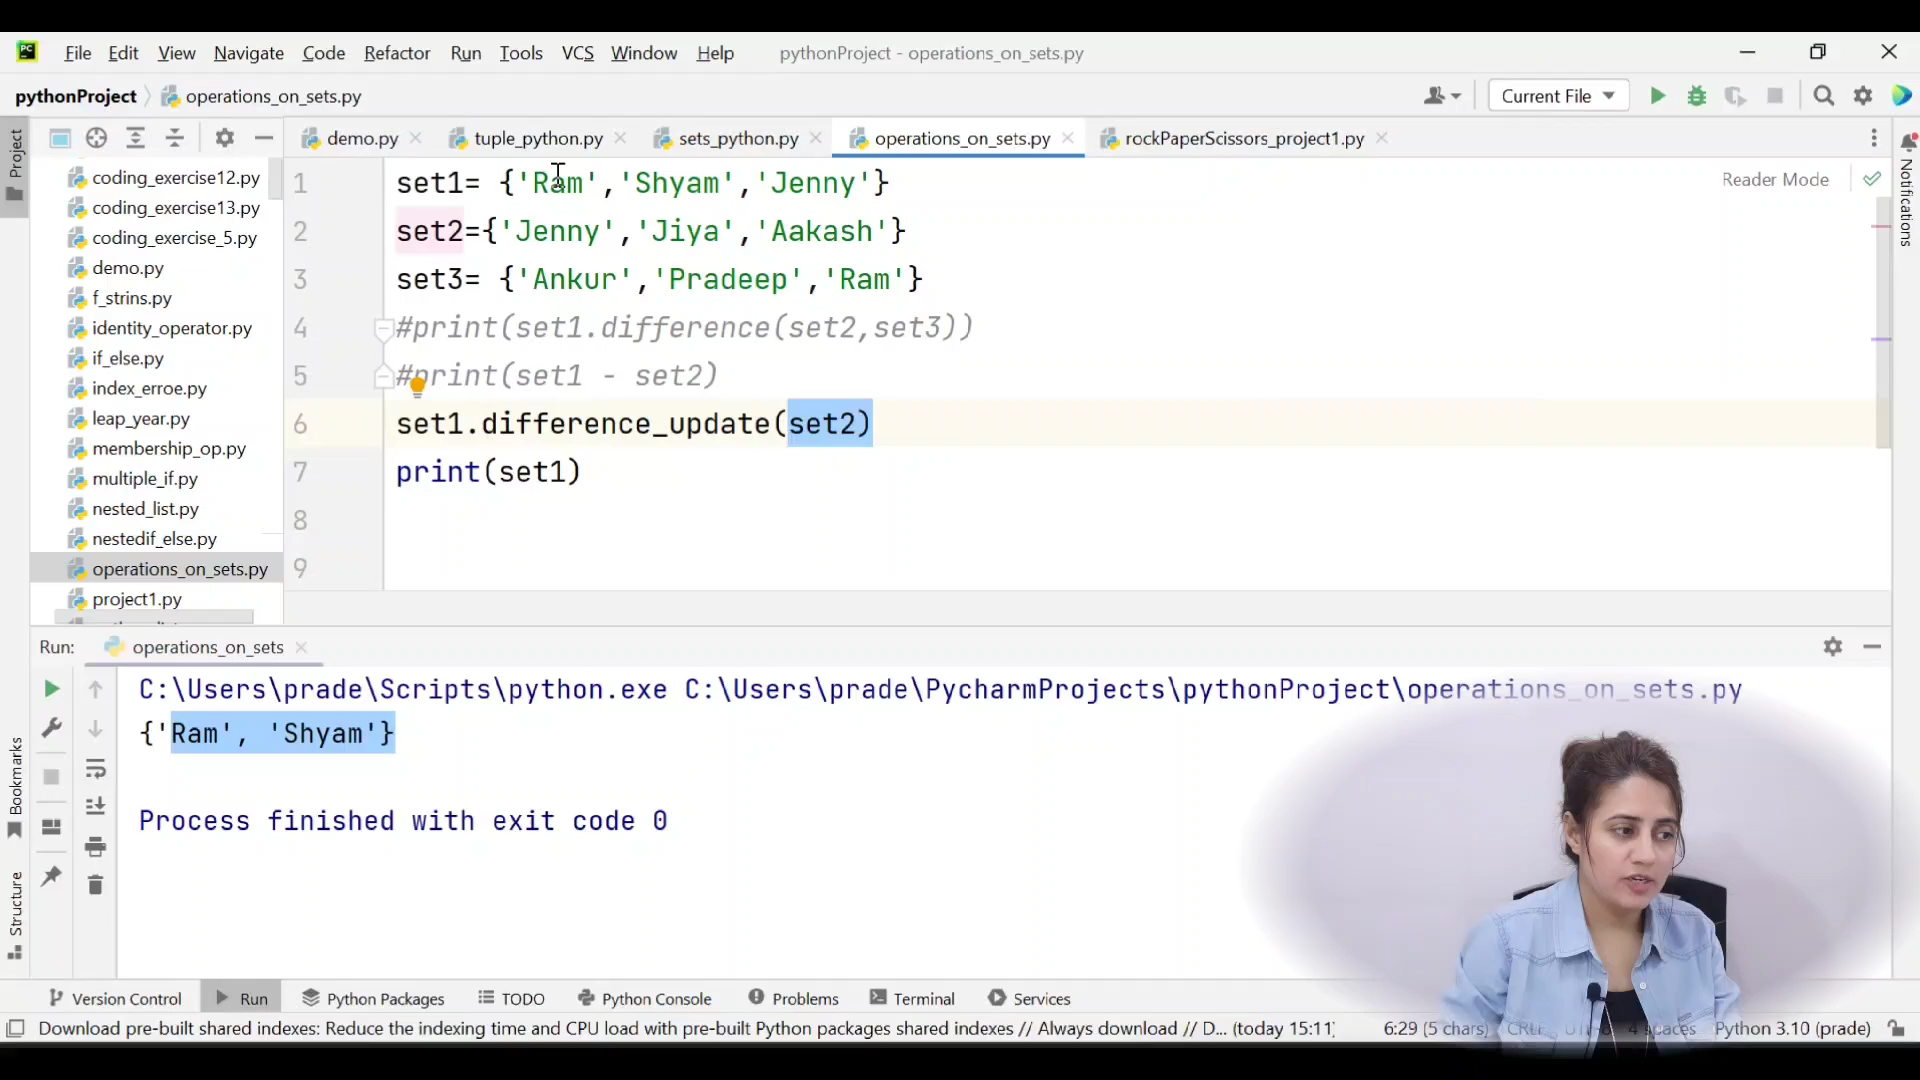 PC
File Edit View Navigate Code Refactor Run Tools VCS Window Help pythonProject - operations_on_sets.py
pythonProject operations_on_sets.py Current File
Project
demo.py tuple_python.py sets_python.py operations_on_sets.py rockPaperScissors_project1.py
Notifications
coding_exercise12.py
coding_exercise13.py
coding_exercise_5.py
demo.py
f_strins.py
identity_operator.py
if_else.py
index_erroe.py
leap_year.py
membership_op.py
multiple_if.py
nested_list.py
nestedif_else.py
operations_on_sets.py
project1.py
Reader Mode
1 set1= {'Ram','Shyam','Jenny'}
2 set2={'Jenny','Jiya','Aakash'}
3 set3= {'Ankur','Pradeep','Ram'}
4 #print(set1.difference(set2,set3))
5 #print(set1 - set2)
6 set1.difference_update(set2)
7 print(set1)
8
9
Run: operations_on_sets
C:\Users\prade\Scripts\python.exe C:\Users\prade\PycharmProjects\pythonProject\operations_on_sets.py
{'Ram', 'Shyam'}
Process finished with exit code 0
Bookmarks
Structure
Version Control Run Python Packages TODO Python Console Problems Terminal Services
Download pre-built shared indexes: Reduce the indexing time and CPU load with pre-built Python packages shared indexes // Always download // D... (today 15:11) 6:29 (5 chars) CRLF UTF-8 4 spaces Python 3.10 (prade)